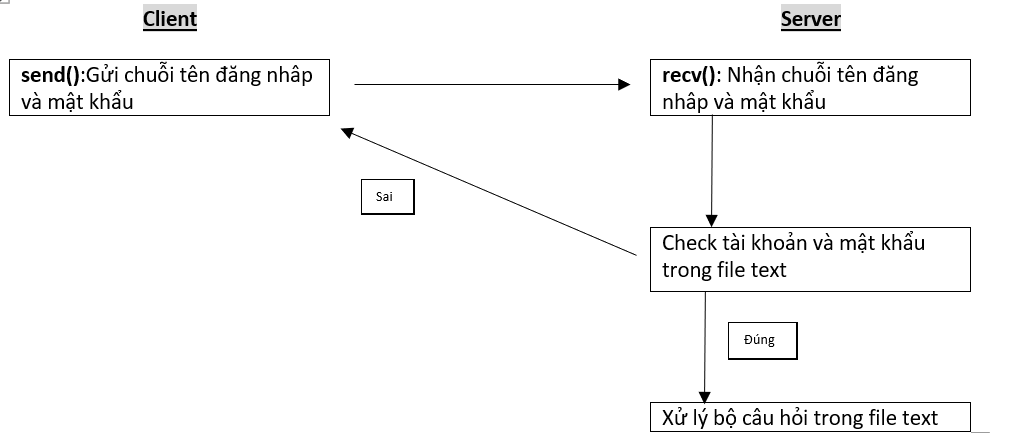 Client
Server
send():Gửi chuỗi tên đăng nhâp
và mật khẩu
recv(): Nhận chuỗi tên đăng
nhâp và mật khẩu
Sai
Check tài khoản và mật khẩu
trong file text
Đúng
Xử lý bộ câu hỏi trong file text